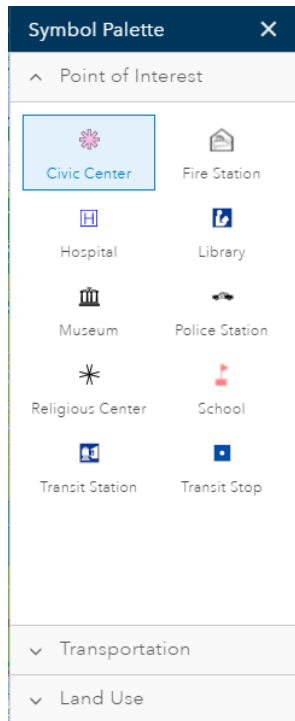 Symbol Palette
Point of Interest
Civic Center Fire Station
H
Hospital Library
Museum Police Station
Religious Center School
Transit Station Transit Stop
Transportation
Land Use